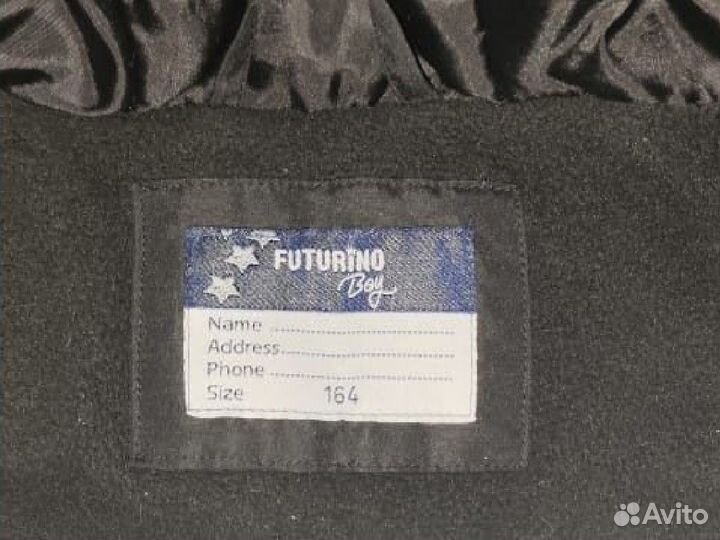 FUTURINO
Boy
Name
Address
Phone
Size 164
Avito